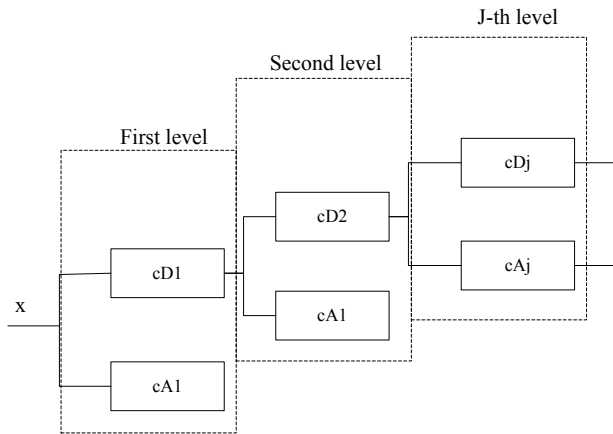 J-th level
Second level
First level
cDj
cD2
cAj
cD1
x
cA1
cA1